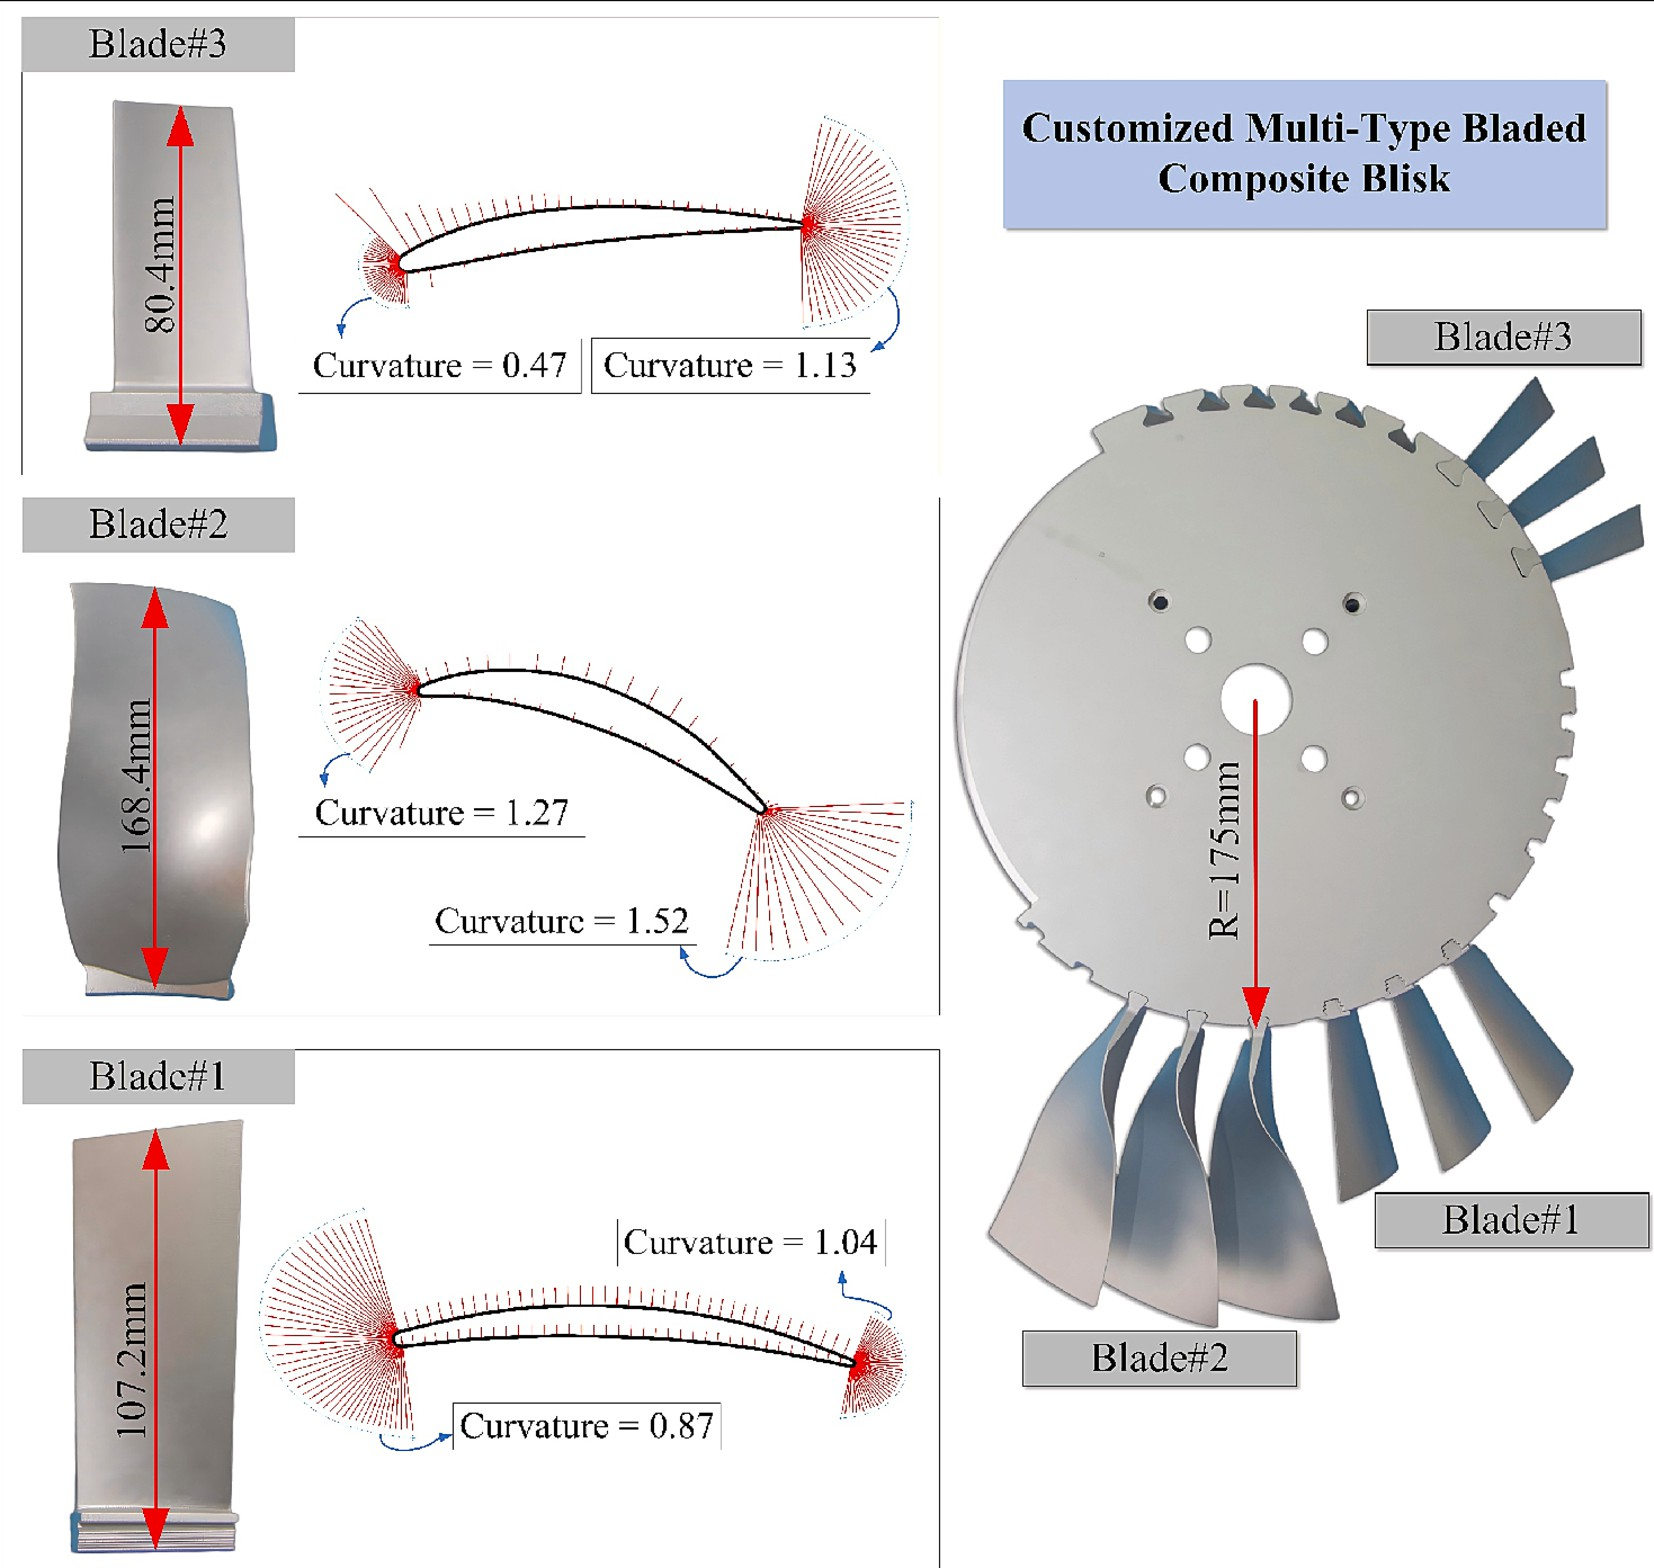 Blade#3
80.4mm
Curvature = 0.47
Curvature = 1.13
Blade#2
168.4mm
Curvature = 1.27
Curvature = 1.52
Blade#1
107.2mm
Curvature = 1.04
Curvature = 0.87
Customized Multi-Type Bladed
Composite Blisk
Blade#3
R=175mm
Blade#1
Blade#2